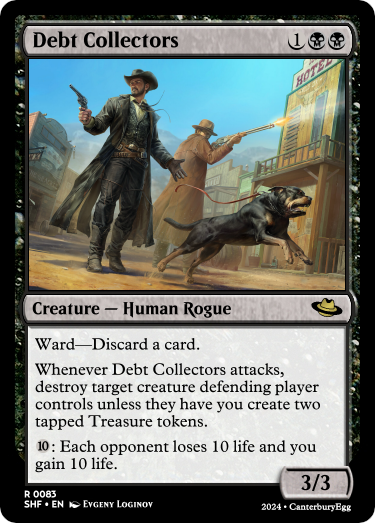 Debt Collectors 1
HOTEL
Creature — Human Rogue
Ward—Discard a card.
Whenever Debt Collectors attacks,
destroy target creature defending player
controls unless they have you create two
tapped Treasure tokens.
10: Each opponent loses 10 life and you
gain 10 life.
3/3
R 0083
SHF • EN Evgeny Loginov
2024 • CanterburyEgg